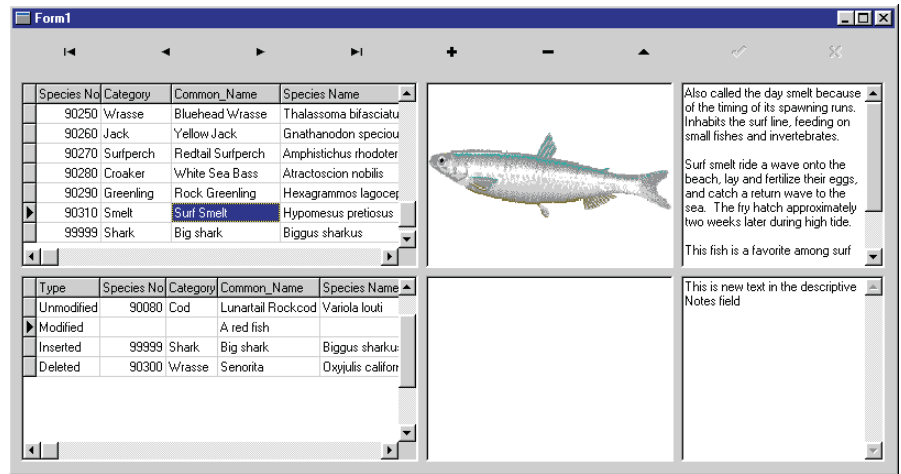 Form1
Species No Category Common_Name Species Name
90250 Wrasse Bluehead Wrasse Thalassoma bifasciatu
90260 Jack Yellow Jack Gnathanodon speciou
90270 Surfperch Redtail Surfperch Amphistichus rhodoter
90280 Croaker White Sea Bass Atractoscion nobilis
90290 Greenling Rock Greenling Hexagrammos lagocep
90310 Smelt Surf Smelt Hypomesus pretiosus
99999 Shark Big shark Biggus sharkus
Also called the day smelt because
of the timing of its spawning runs.
Inhabits the surf line, feeding on
small fishes and invertebrates.
Surf smelt ride a wave onto the
beach, lay and fertilize their eggs,
and catch a return wave to the
sea. The fry hatch approximately
two weeks later during high tide.
This fish is a favorite among surf
Type Species No Category Common_Name Species Name
Unmodified 90080 Cod Lunartail Rockcod Variola louti
Modified A red fish
Inserted 99999 Shark Big shark Biggus sharku
Deleted 90300 Wrasse Senorita Oxyjulis californ
This is new text in the descriptive
Notes field